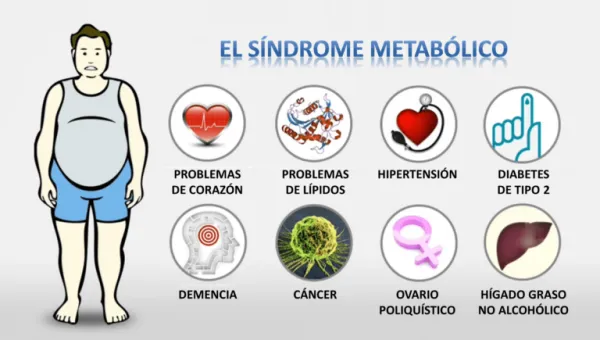 EL SÍNDROME METABÓLICO
PROBLEMAS
DE CORAZÓN
PROBLEMAS
DE LÍPIDOS
HIPERTENSIÓN
DIABETES
DE TIPO 2
DEMENCIA
CÁNCER
OVARIO
POLIQUÍSTICO
HÍGADO GRASO
NO ALCOHÓLICO